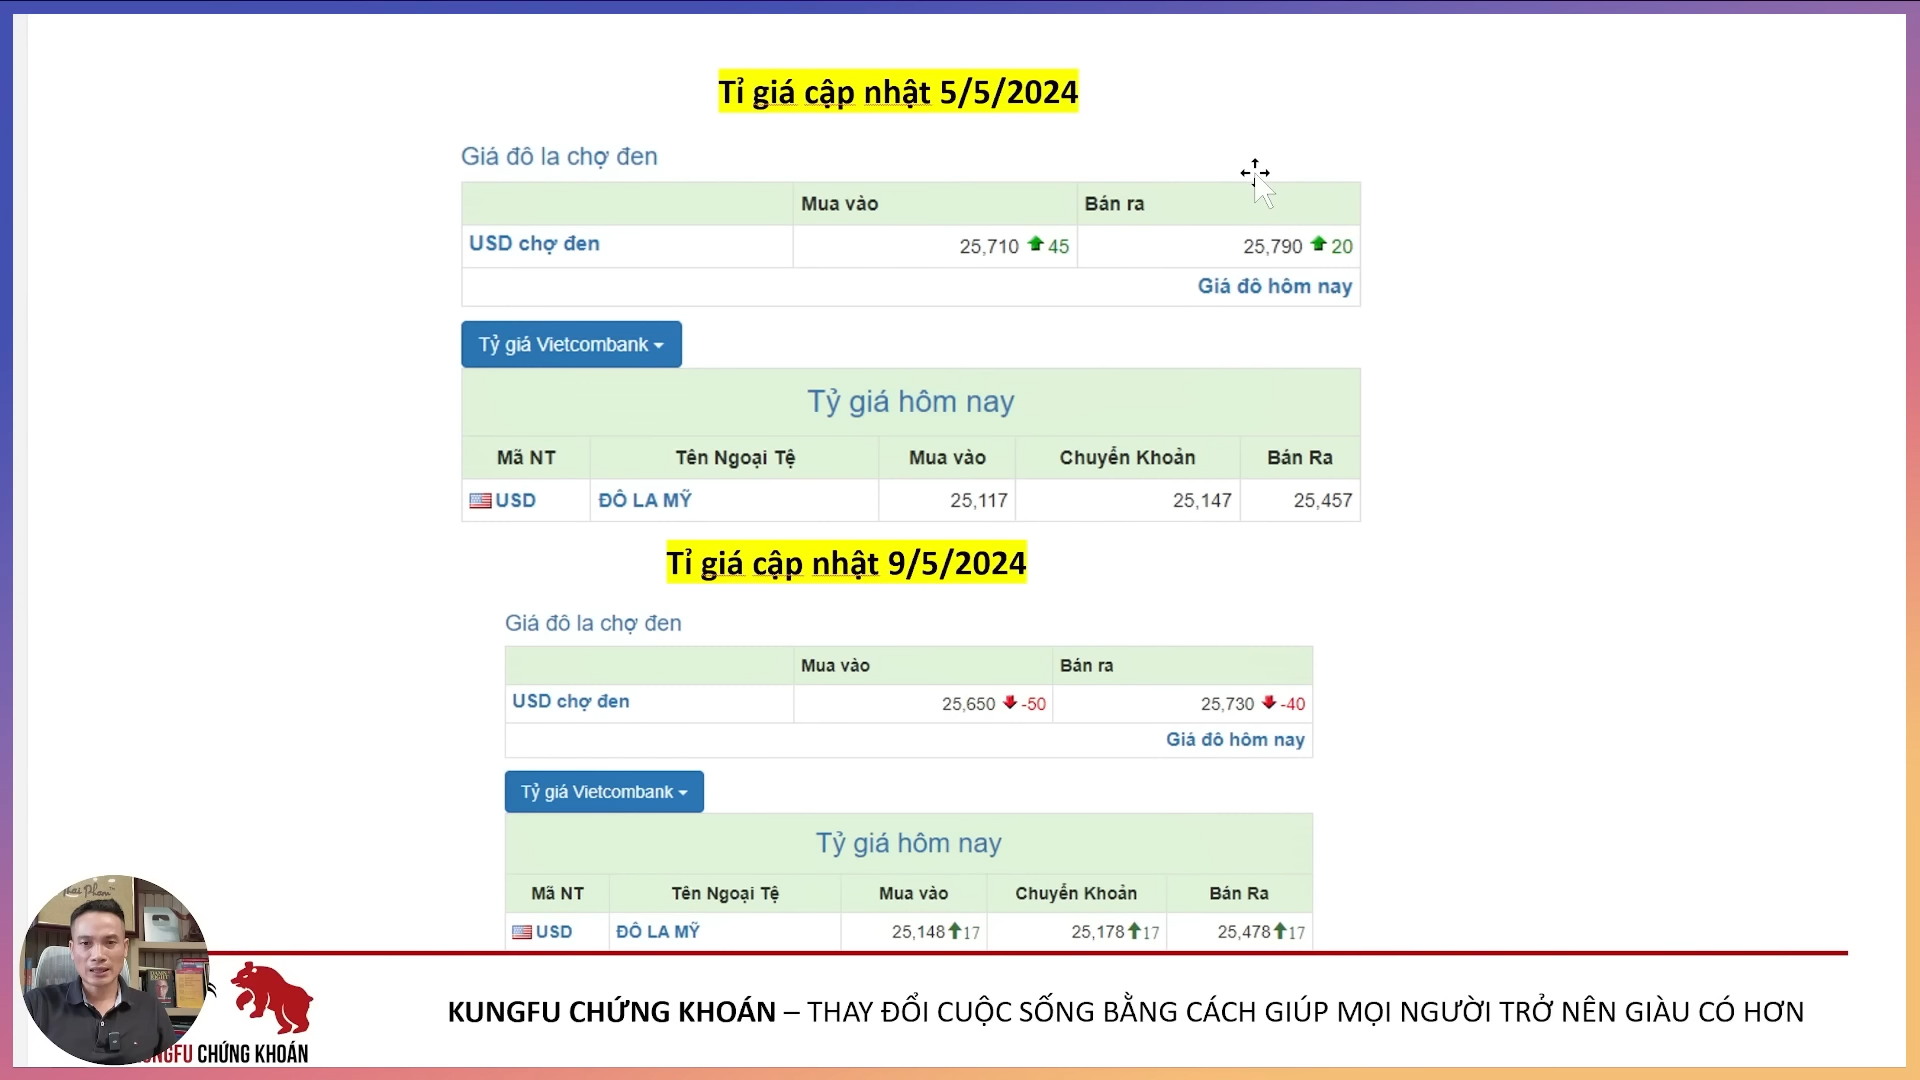 Tỉ giá cập nhật 5/5/2024
Giá đô la chợ đen
Mua vào Bán ra
USD chợ đen 25,710 45 25,790 20
Giá đô hôm nay
Tỷ giá Vietcombank
Tỷ giá hôm nay
Mã NT Tên Ngoại Tệ Mua vào Chuyển Khoản Bán Ra
USD ĐÔ LA MỸ 25,117 25,147 25,457
Tỉ giá cập nhật 9/5/2024
Giá đô la chợ đen
Mua vào Bán ra
USD chợ đen 25,650 -50 25,730 -40
Giá đô hôm nay
Tỷ giá Vietcombank
Tỷ giá hôm nay
Mã NT Tên Ngoại Tệ Mua vào Chuyển Khoản Bán Ra
USD ĐÔ LA MỸ 25,148 17 25,178 17 25,478 17
KUNGFU CHỨNG KHOÁN – THAY ĐỔI CUỘC SỐNG BẰNG CÁCH GIÚP MỌI NGƯỜI TRỞ NÊN GIÀU CÓ HƠN
CHỨNG KHOÁN